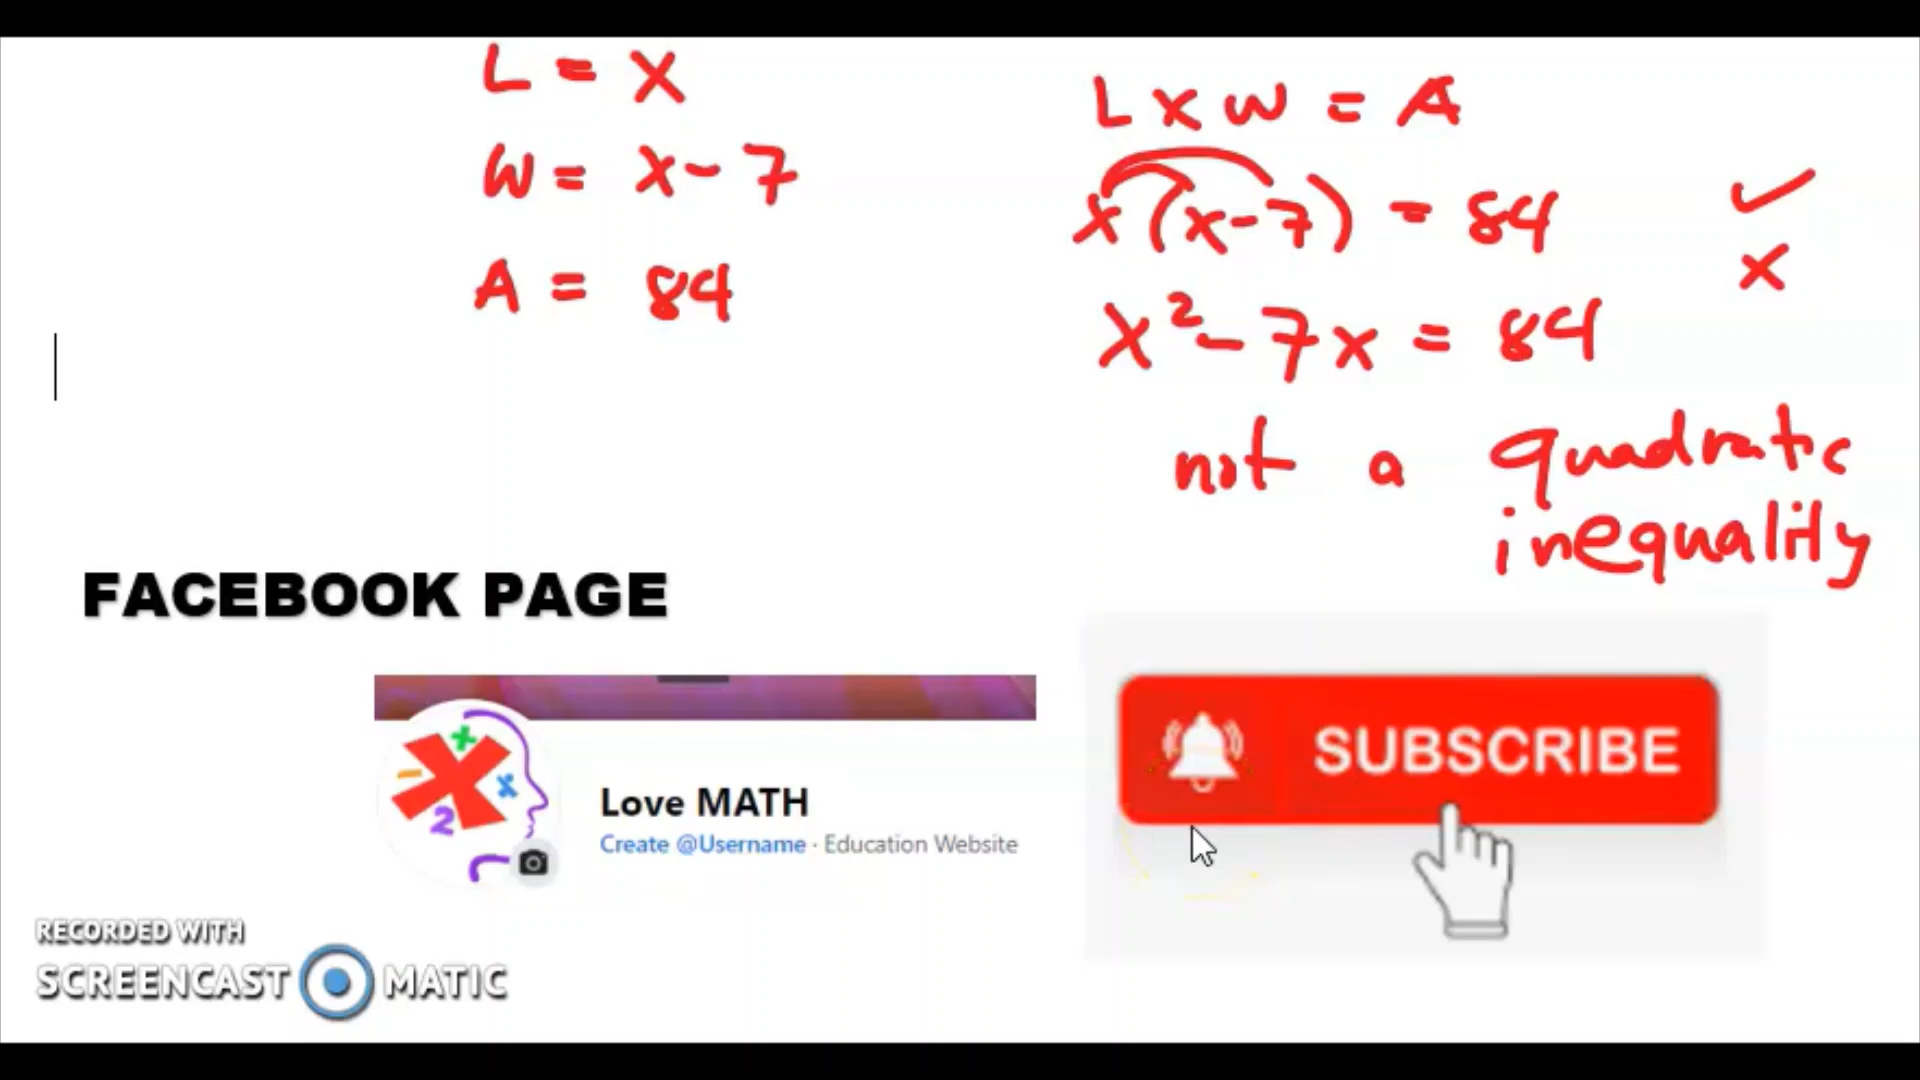 L = x
W = x - 7
A = 84
L x W = A
x (x - 7) = 84
✓
x
x² - 7x = 84
not a quadratic
inequality
FACEBOOK PAGE
Love MATH
Create @Username · Education Website
SUBSCRIBE
RECORDED WITH
SCREENCAST MATIC